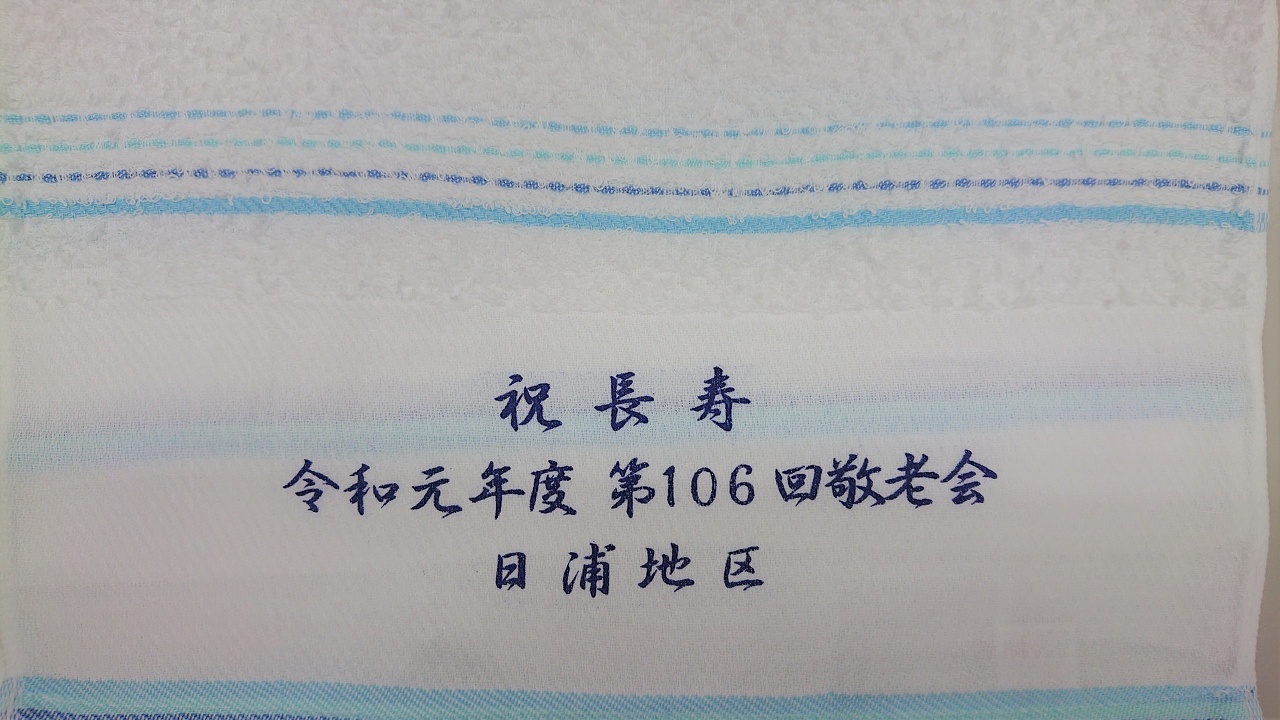 祝長寿
令和元年度 第106回敬老会
日浦地区